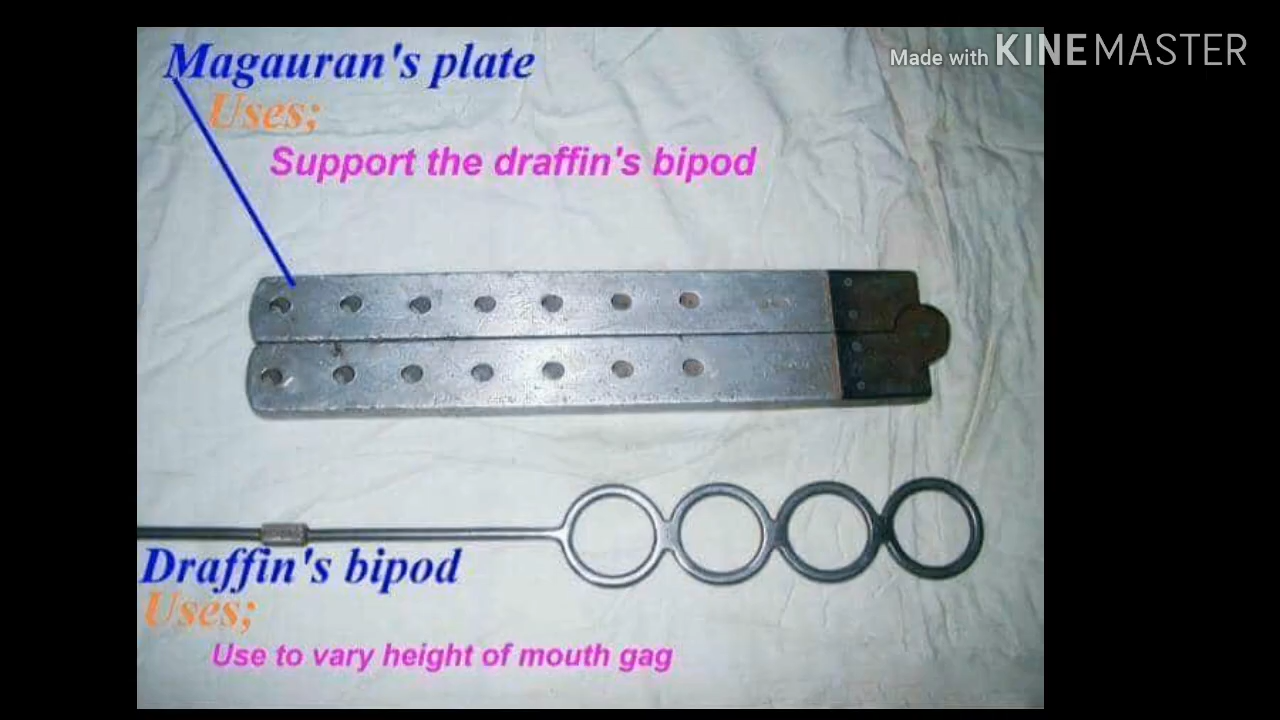 Made with KINEMASTER
Magauran's plate
Uses;
Support the draffin's bipod
Draffin's bipod
Uses;
Use to vary height of mouth gag